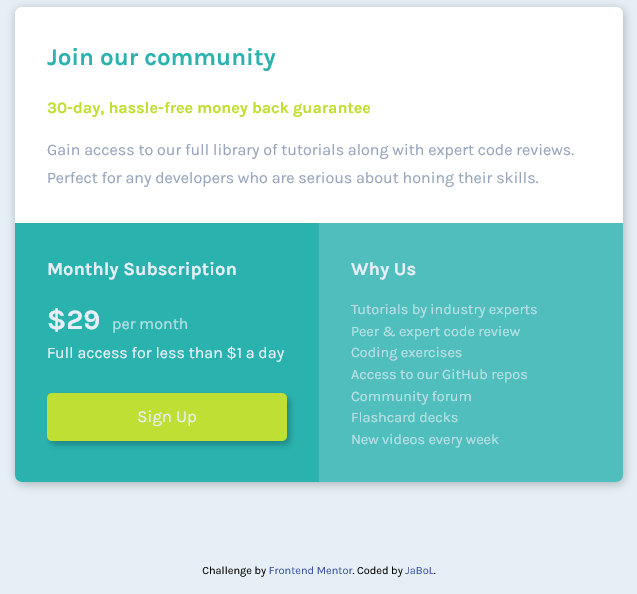 Join our community
30-day, hassle-free money back guarantee
Gain access to our full library of tutorials along with expert code reviews.
Perfect for any developers who are serious about honing their skills.
Monthly Subscription
$29 per month
Full access for less than $1 a day
Sign Up
Why Us
Tutorials by industry experts
Peer & expert code review
Coding exercises
Access to our GitHub repos
Community forum
Flashcard decks
New videos every week
Challenge by Frontend Mentor. Coded by JaBoL.